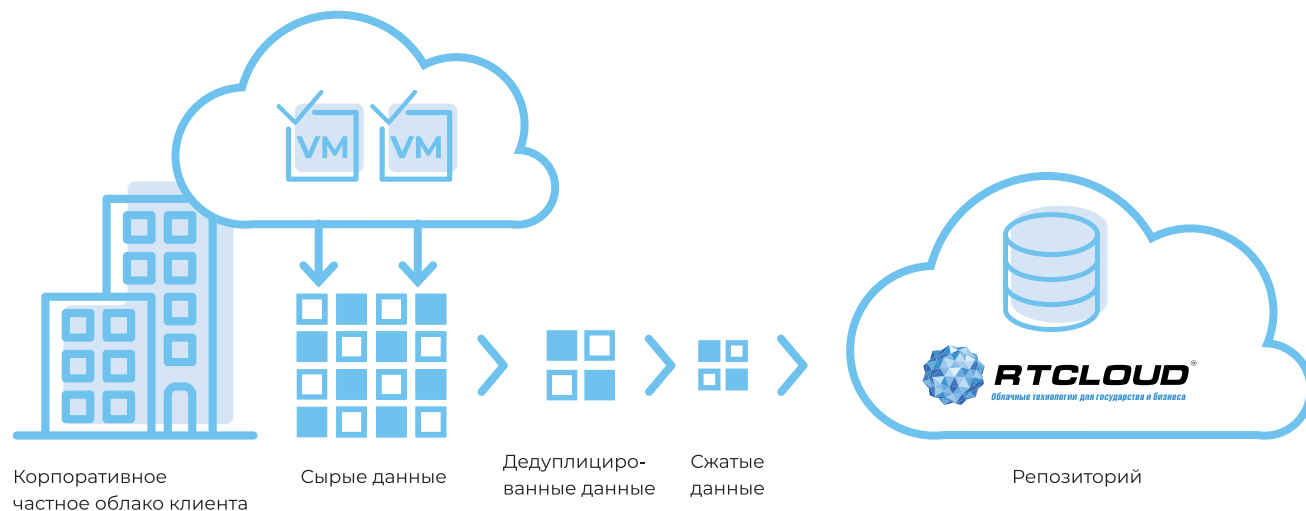 VM VM
RTCLOUD®
Облачные технологии для государства и бизнеса
Корпоративное
частное облако клиента
Сырые данные
Дедуплициро-
ванные данные
Сжатые
данные
Репозиторий